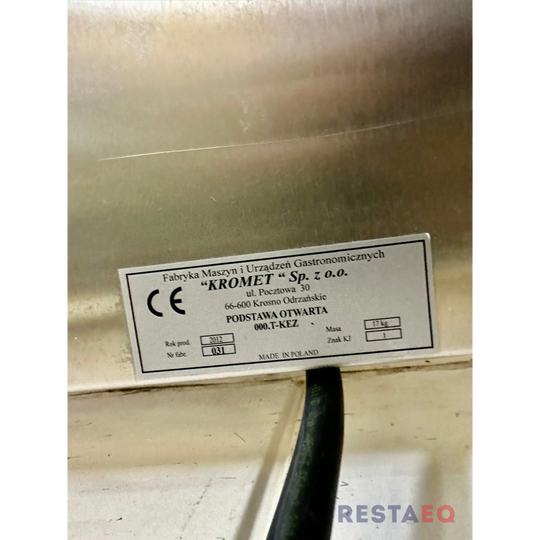 Fabryka Maszyn i Urządzeń Gastronomicznych
"KROMET" Sp. z o.o.
ul. Pocztowa 30
66-600 Krosno Odrzańskie
PODSTAWA OTWARTA
000.T-KEZ
CE
Rok prod. 2012 Masa 17 kg
Nr fabr. 031 Znak KJ 1
MADE IN POLAND
RESTAEQ